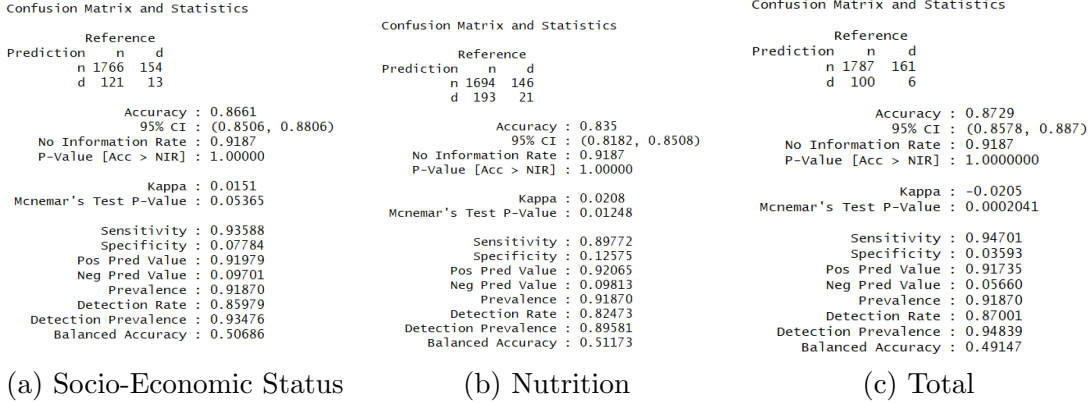 Confusion Matrix and Statistics
Reference
Prediction n d
n 1766 154
d 121 13
Accuracy : 0.8661
95% CI : (0.8506, 0.8806)
No Information Rate : 0.9187
P-Value [Acc > NIR] : 1.00000
Kappa : 0.0151
Mcnemar's Test P-Value : 0.05365
Sensitivity : 0.93588
Specificity : 0.07784
Pos Pred Value : 0.91979
Neg Pred Value : 0.09701
Prevalence : 0.91870
Detection Rate : 0.85979
Detection Prevalence : 0.93476
Balanced Accuracy : 0.50686
(a) Socio-Economic Status
Confusion Matrix and Statistics
Reference
Prediction n d
n 1694 146
d 193 21
Accuracy : 0.835
95% CI : (0.8182, 0.8508)
No Information Rate : 0.9187
P-Value [Acc > NIR] : 1.00000
Kappa : 0.0208
Mcnemar's Test P-Value : 0.01248
Sensitivity : 0.89772
Specificity : 0.12575
Pos Pred Value : 0.92065
Neg Pred Value : 0.09813
Prevalence : 0.91870
Detection Rate : 0.82473
Detection Prevalence : 0.89581
Balanced Accuracy : 0.51173
(b) Nutrition
Confusion Matrix and Statistics
Reference
Prediction n d
n 1787 161
d 100 6
Accuracy : 0.8729
95% CI : (0.8578, 0.887)
No Information Rate : 0.9187
P-Value [Acc > NIR] : 1.0000000
Kappa : -0.0205
Mcnemar's Test P-Value : 0.0002041
Sensitivity : 0.94701
Specificity : 0.03593
Pos Pred Value : 0.91735
Neg Pred Value : 0.05660
Prevalence : 0.91870
Detection Rate : 0.87001
Detection Prevalence : 0.94839
Balanced Accuracy : 0.49147
(c) Total